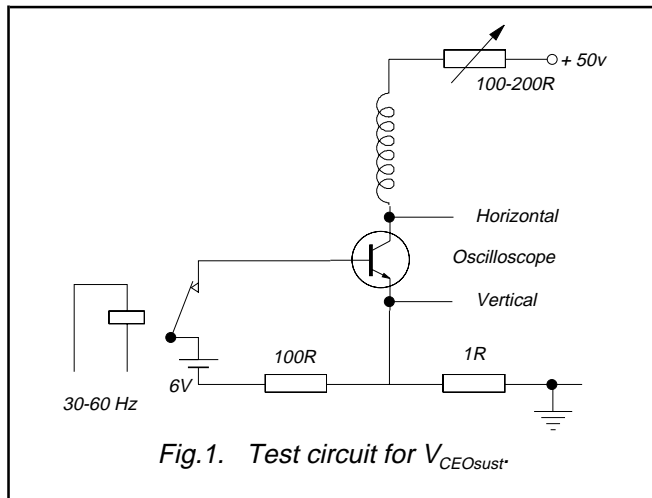 + 50v
100-200R
Horizontal
Oscilloscope
Vertical
100R
1R
6V
30-60 Hz
Fig.1. Test circuit for VCEOsust.